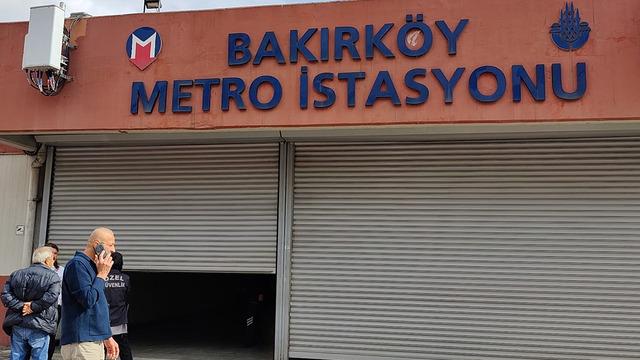 M
BAKIRKÖY
METRO İSTASYONU
ÖZEL
GÜVENLİK